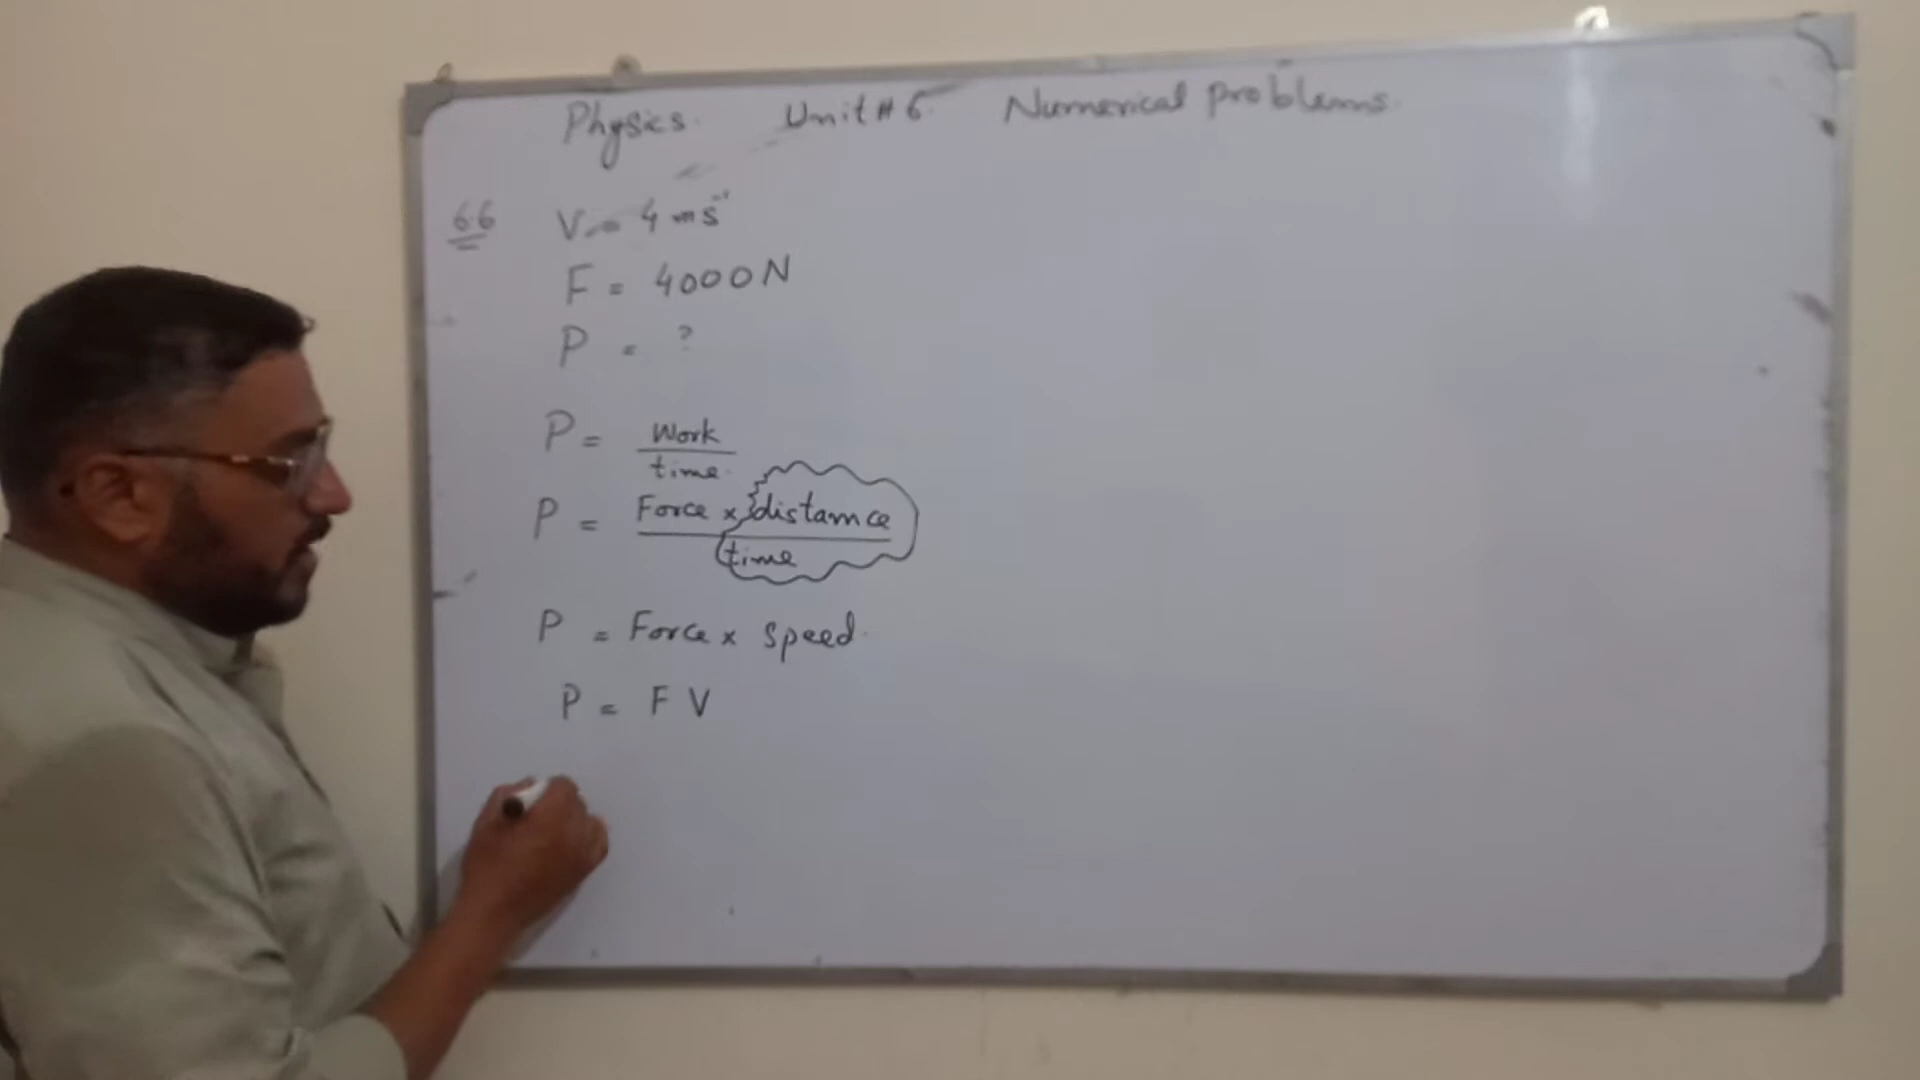 Physics. Unit # 6. Numerical problems.
6.6 V = 4 ms⁻¹
F = 4000 N
P = ?
P = Work / time.
P = Force x distance / time
P = Force x speed.
P = F V